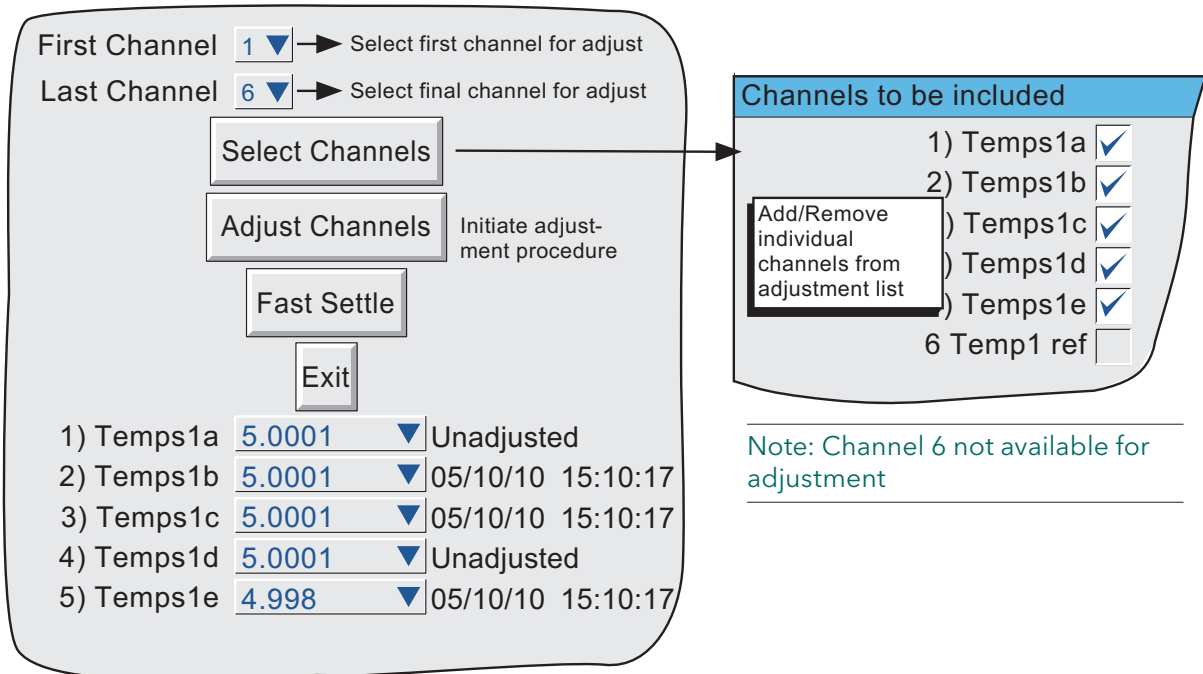 First Channel 1 Select first channel for adjust
Last Channel 6 Select final channel for adjust
Select Channels
Adjust Channels
Initiate adjust-
ment procedure
Fast Settle
Exit
1) Temps1a 5.0001 Unadjusted
2) Temps1b 5.0001 05/10/10 15:10:17
3) Temps1c 5.0001 05/10/10 15:10:17
4) Temps1d 5.0001 Unadjusted
5) Temps1e 4.998 05/10/10 15:10:17
Channels to be included
1) Temps1a
2) Temps1b
) Temps1c
) Temps1d
) Temps1e
6 Temp1 ref
Add/Remove
individual
channels from
adjustment list
Note: Channel 6 not available for
adjustment